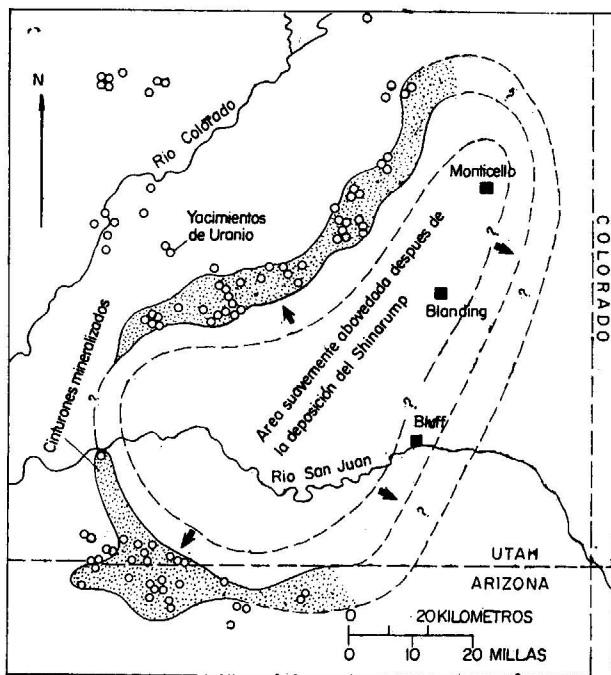 N
Rio Colorado
Monticello
Yacimientos
de Uranio
COLORADO
Blanding
Area suavemente abovedada despues de
la deposición del Shinarump
Cinturones mineralizados
Bluff
Rio San Juan
UTAH
ARIZONA
0 20 KILOMETROS
0 10 20 MILLAS
?
?
?
?
?
?
?